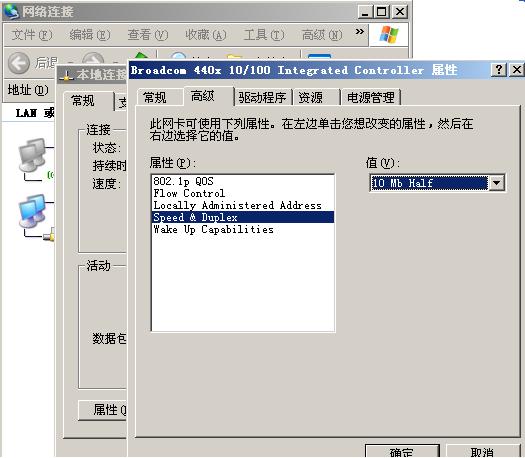 网络连接
文件(F) 编辑(E) 查看(V) 收藏(A) 工具(T) 高级(N) »
后退
地址(D)
LAN 或
本地连接
常规
连接
状态:
持续时
速度:
活动
数据包
属性(
Broadcom 440x 10/100 Integrated Controller 属性
常规 高级 驱动程序 资源 电源管理
此网卡可使用下列属性。在左边单击您想改变的属性，然后在
右边选择它的值。
属性(P): 值(V):
802.1p QOS
Flow Control
Locally Administered Address
Speed & Duplex
Wake Up Capabilities
10 Mb Half
确定 取消